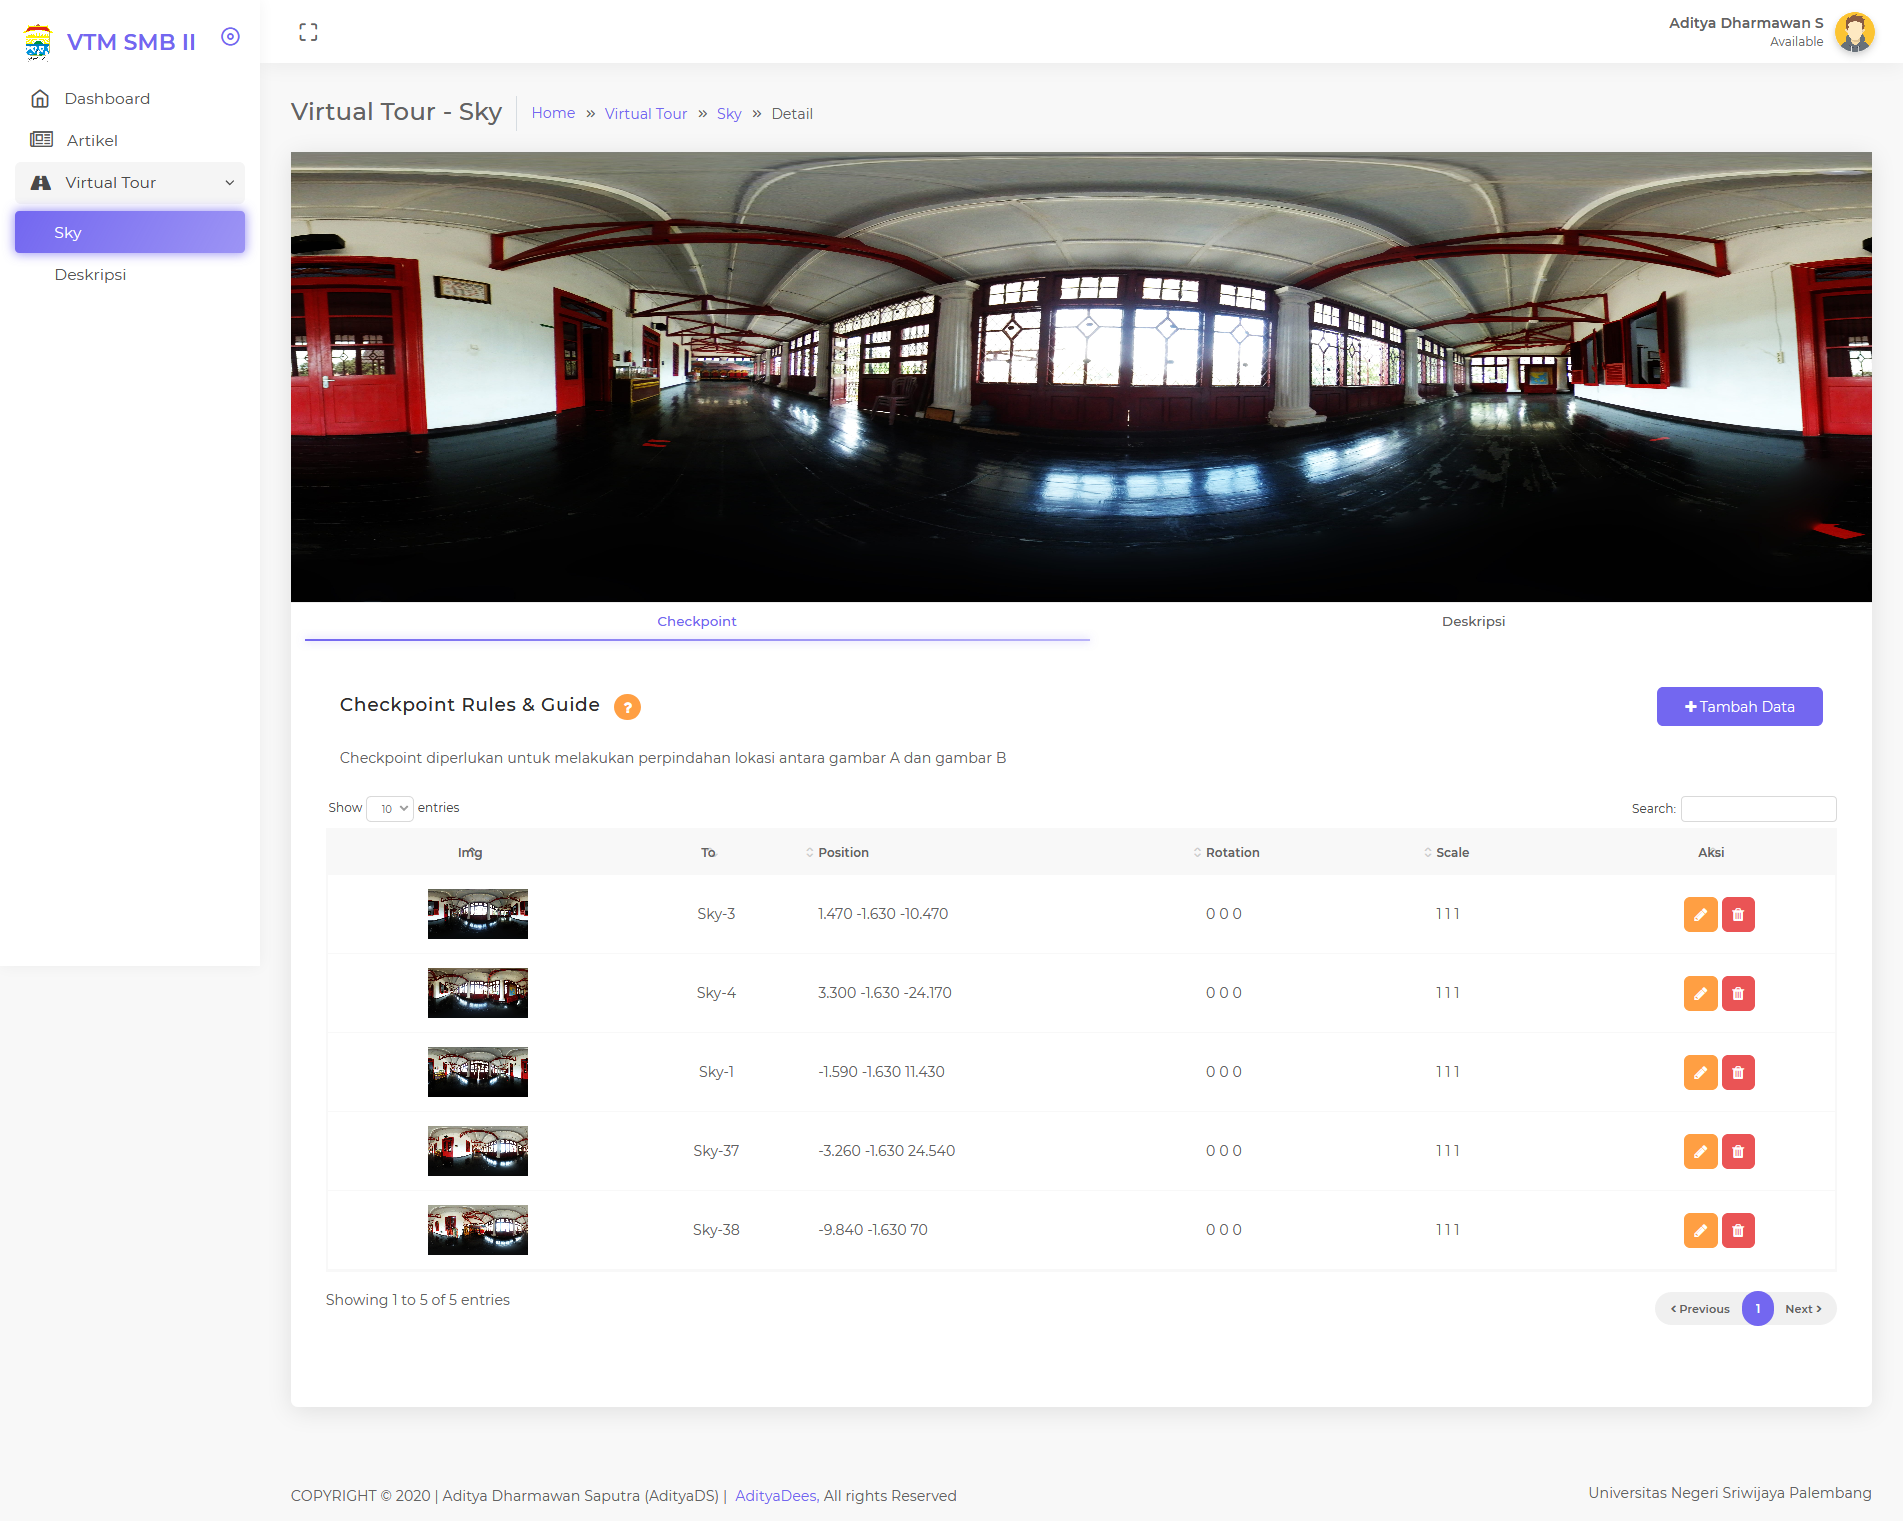 VTM SMB II
Dashboard
Artikel
Virtual Tour
Sky
Deskripsi
Aditya Dharmawan S
Available
Virtual Tour - Sky
Home » Virtual Tour » Sky » Detail
Checkpoint
Deskripsi
Checkpoint Rules & Guide ?
+ Tambah Data
Checkpoint diperlukan untuk melakukan perpindahan lokasi antara gambar A dan gambar B
Show 10 entries
Search:
Img To Position Rotation Scale Aksi
Sky-3 1.470 -1.630 -10.470 0 0 0 1 1 1
Sky-4 3.300 -1.630 -24.170 0 0 0 1 1 1
Sky-1 -1.590 -1.630 11.430 0 0 0 1 1 1
Sky-37 -3.260 -1.630 24.540 0 0 0 1 1 1
Sky-38 -9.840 -1.630 70 0 0 0 1 1 1
Showing 1 to 5 of 5 entries
‹ Previous 1 Next ›
COPYRIGHT © 2020 | Aditya Dharmawan Saputra (AdityaDS) | AdityaDees, All rights Reserved
Universitas Negeri Sriwijaya Palembang